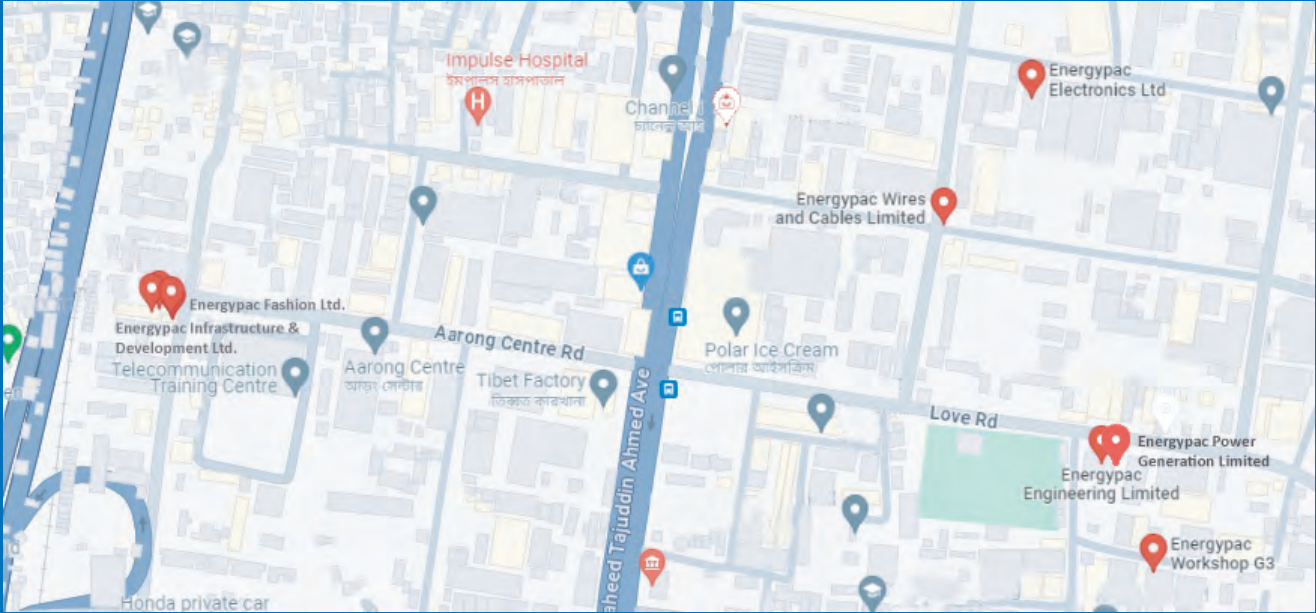 Impulse Hospital
ইমপালস হাসপাতাল
Channel i
চ্যানেল আই
Energypac
Electronics Ltd
Energypac Wires
and Cables Limited
Energypac Fashion Ltd.
Energypac Infrastructure &
Development Ltd.
Telecommunication
Training Centre
Aarong Centre Rd
Aarong Centre
আড়ং সেন্টার
Tibet Factory
তিব্বত কারখানা
Polar Ice Cream
পোলার আইসক্রিম
Love Rd
Energypac Power
Generation Limited
Energypac
Engineering Limited
Energypac
Workshop G3
aheed Tajuddin Ahmed Ave
Honda private car